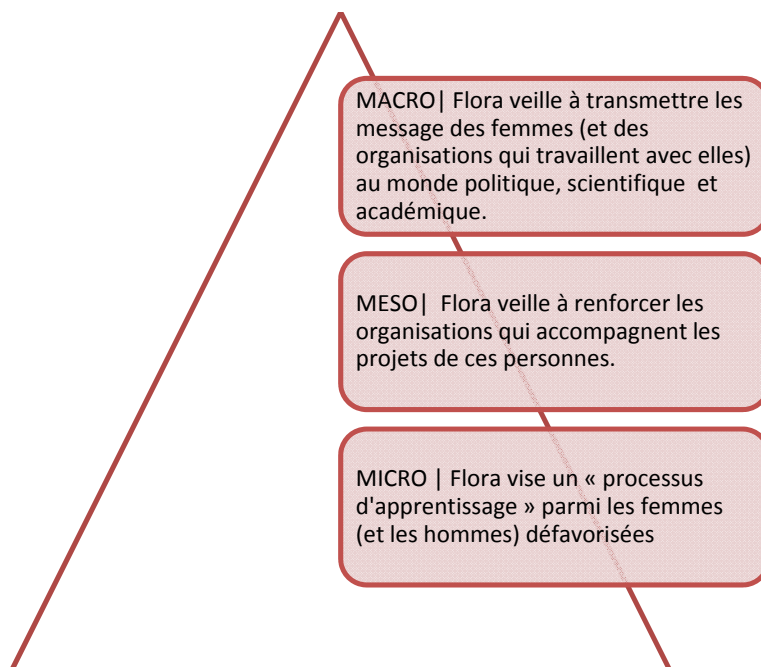 MACRO| Flora veille à transmettre les
message des femmes (et des
organisations qui travaillent avec elles)
au monde politique, scientifique et
académique.
MESO| Flora veille à renforcer les
organisations qui accompagnent les
projets de ces personnes.
MICRO | Flora vise un « processus
d'apprentissage » parmi les femmes
(et les hommes) défavorisées